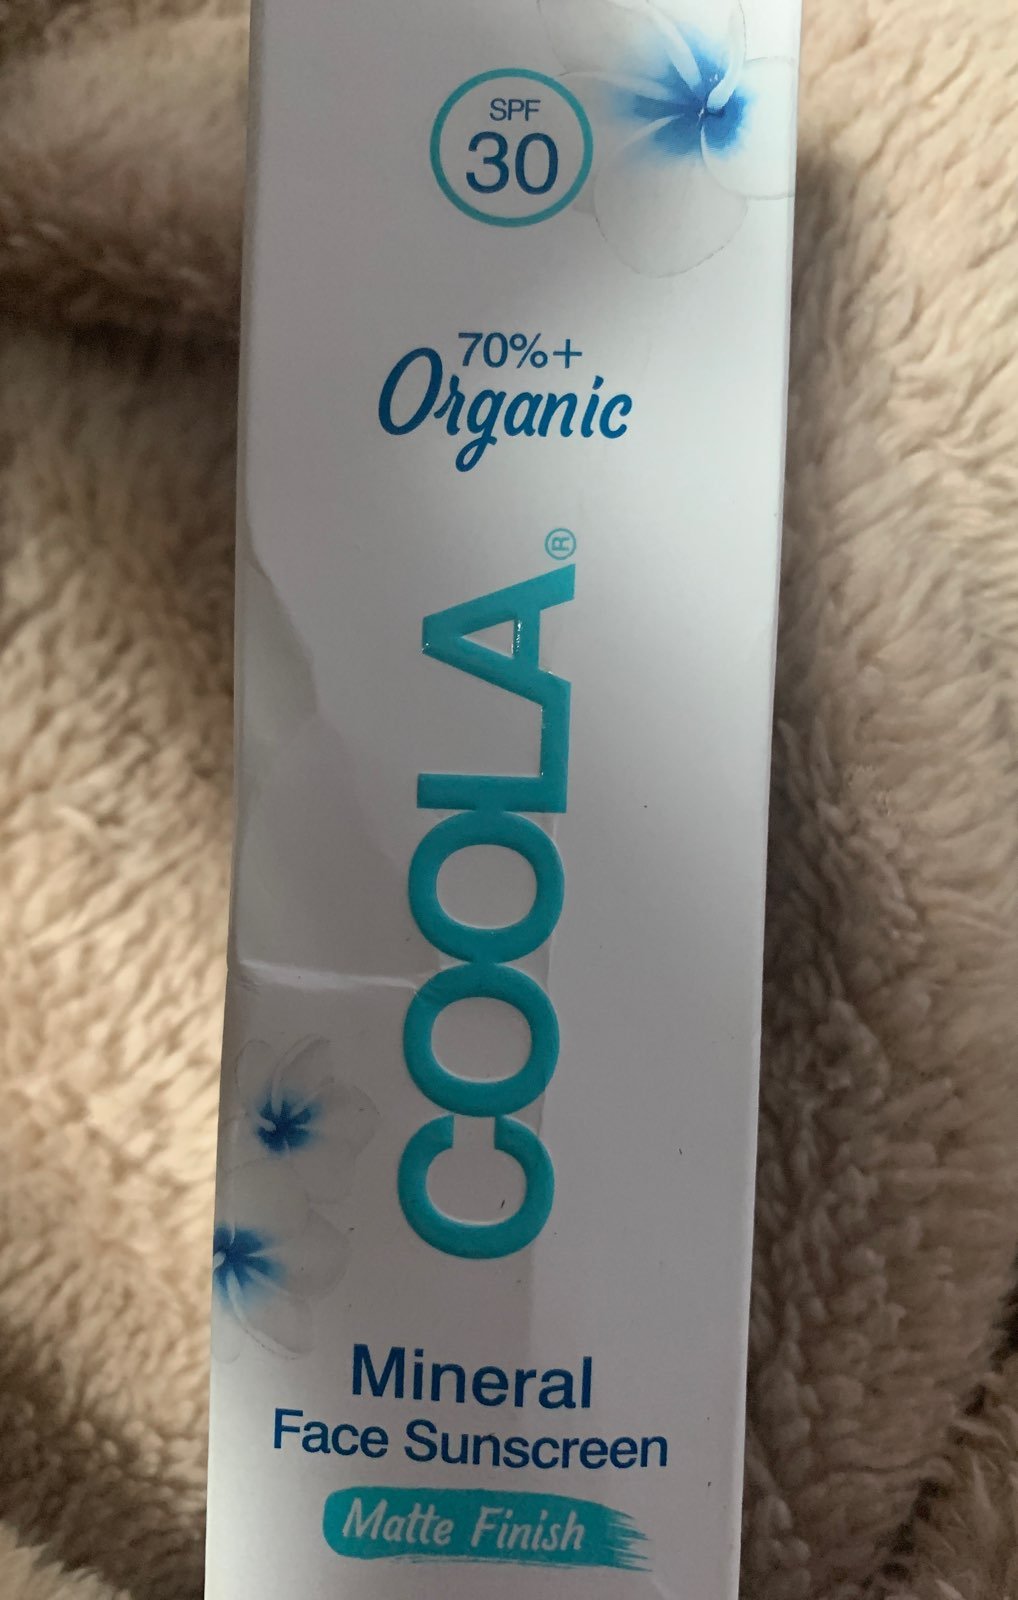 SPF
30
70%+
Organic
COOLA®
Mineral
Face Sunscreen
Matte Finish